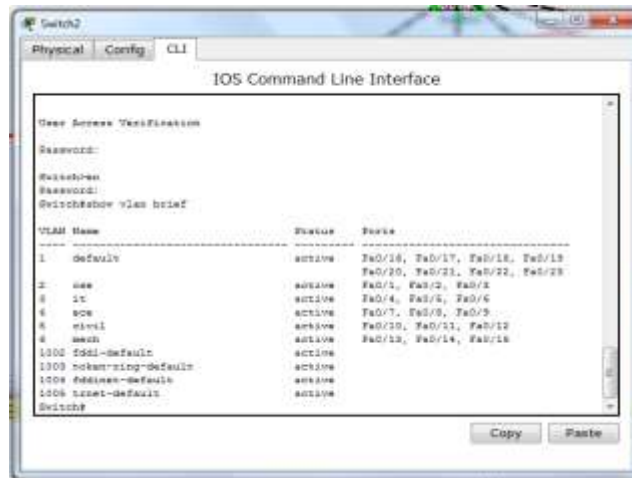 Switch2
Physical Config CLI
IOS Command Line Interface
User Access Verification
Password:
Switch>en
Password:
Switch#show vlan brief
VLAN Name Status Ports
1 default active Fa0/16, Fa0/17, Fa0/18, Fa0/19
Fa0/20, Fa0/21, Fa0/22, Fa0/23
2 cse active Fa0/1, Fa0/2, Fa0/3
3 it active Fa0/4, Fa0/5, Fa0/6
4 ece active Fa0/7, Fa0/8, Fa0/9
5 civil active Fa0/10, Fa0/11, Fa0/12
6 mech active Fa0/13, Fa0/14, Fa0/15
1002 fddi-default active
1003 token-ring-default active
1004 fddinet-default active
1005 trnet-default active
Switch#
Copy Paste